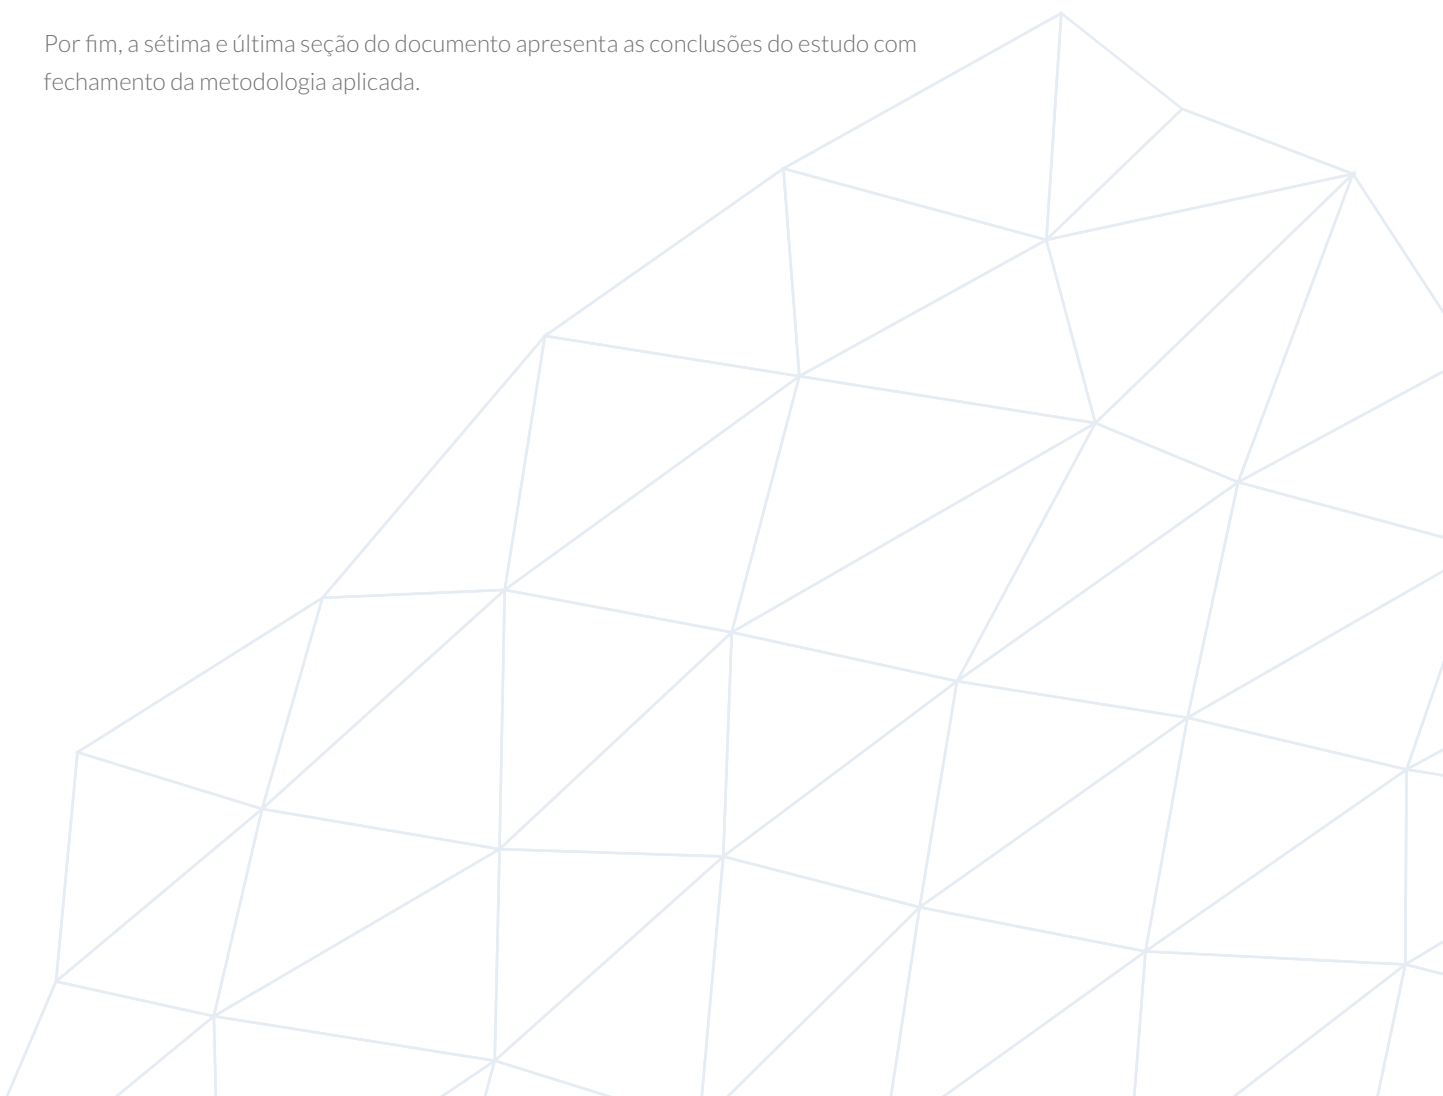 Por fim, a sétima e última seção do documento apresenta as conclusões do estudo com
fechamento da metodologia aplicada.